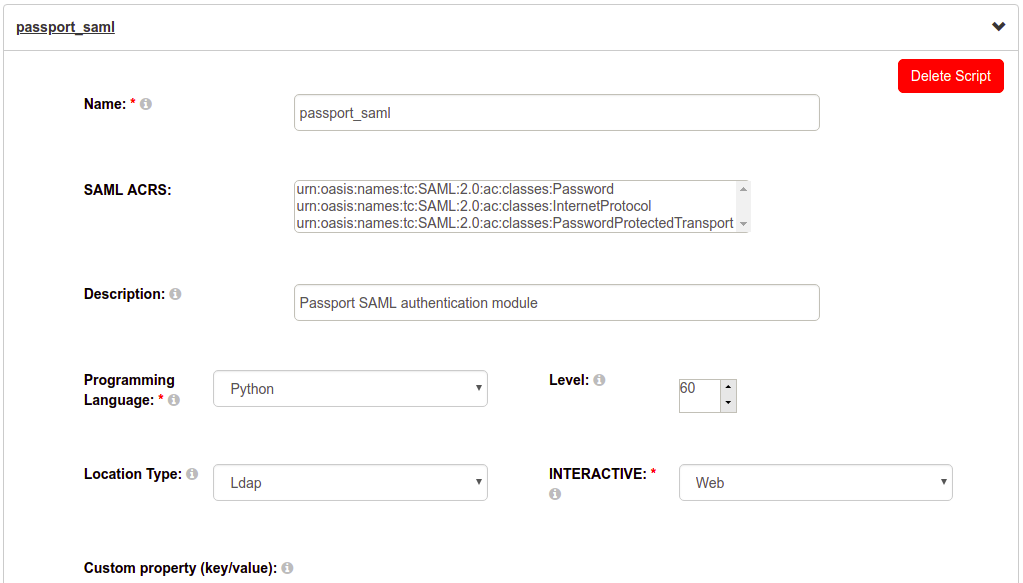 passport_saml
Delete Script
Name: *
passport_saml
SAML ACRS:
urn:oasis:names:tc:SAML:2.0:ac:classes:Password
urn:oasis:names:tc:SAML:2.0:ac:classes:InternetProtocol
urn:oasis:names:tc:SAML:2.0:ac:classes:PasswordProtectedTransport
Description:
Passport SAML authentication module
Programming
Language: *
Python
Level:
60
Location Type:
Ldap
INTERACTIVE: *
Web
Custom property (key/value):